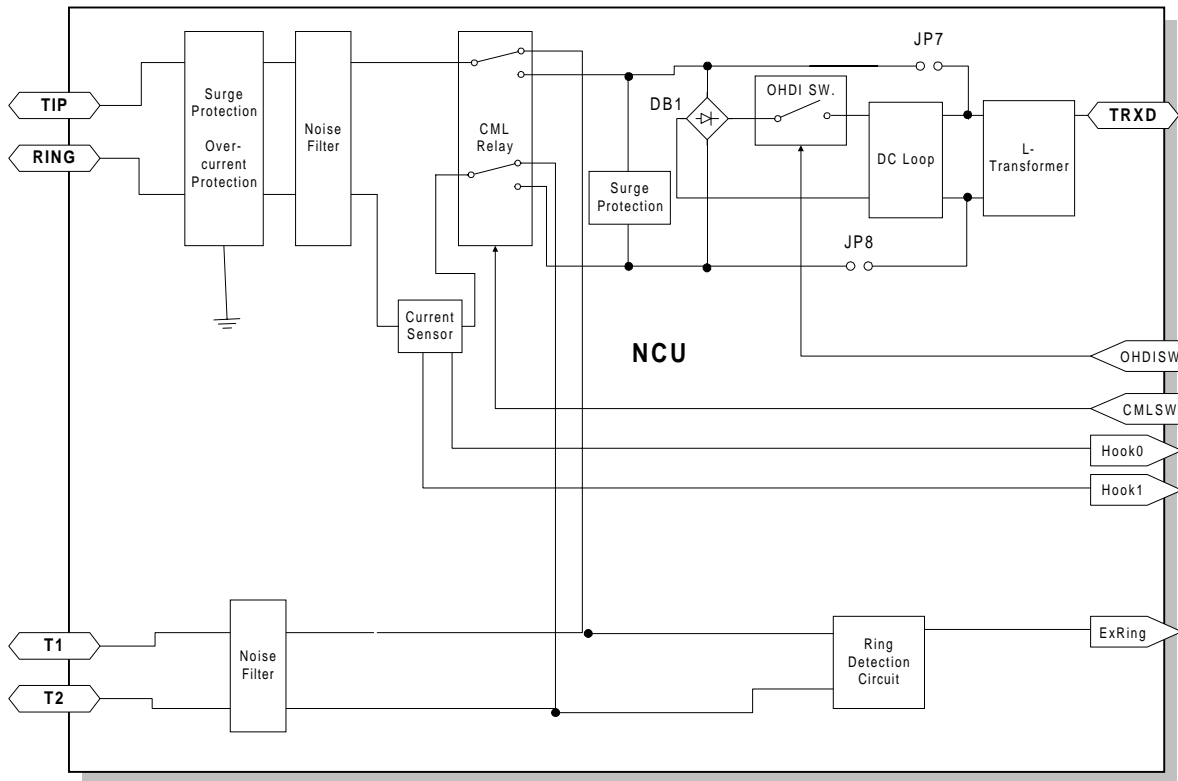 JP7
TIP
RING
Surge
Protection
Over-
current
Protection
Noise
Filter
CML
Relay
Surge
Protection
DB1
OHDI SW.
DC Loop
L-
Transformer
TRXD
JP8
Current
Sensor
NCU
OHDISW
CMLSW
Hook0
Hook1
T1
T2
Noise
Filter
Ring
Detection
Circuit
ExRing